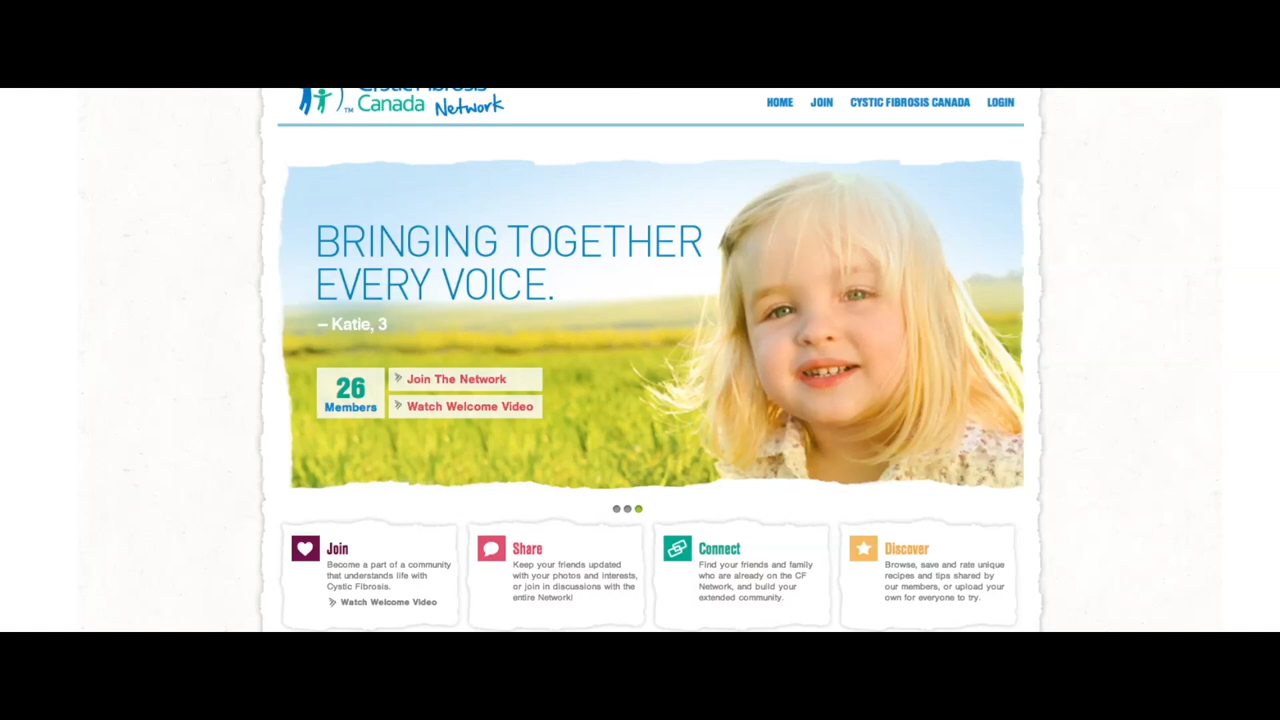 Cystic Fibrosis
Canada Network
TM
HOME JOIN CYSTIC FIBROSIS CANADA LOGIN
BRINGING TOGETHER
EVERY VOICE.
– Katie, 3
26
Members
Join The Network
Watch Welcome Video
Join
Become a part of a community
that understands life with
Cystic Fibrosis.
Watch Welcome Video
Share
Keep your friends updated
with your photos and interests,
or join in discussions with the
entire Network!
Connect
Find your friends and family
who are already on the CF
Network, and build your
extended community.
Discover
Browse, save and rate unique
recipes and tips shared by
our members, or upload your
own for everyone to try.